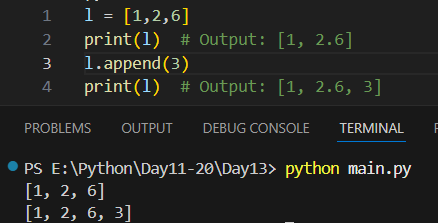 1 l = [1,2,6]
2 print(l) # Output: [1, 2.6]
3 l.append(3)
4 print(l) # Output: [1, 2.6, 3]
PROBLEMS OUTPUT DEBUG CONSOLE TERMINAL
PS E:\Python\Day11-20\Day13> python main.py
[1, 2, 6]
[1, 2, 6, 3]